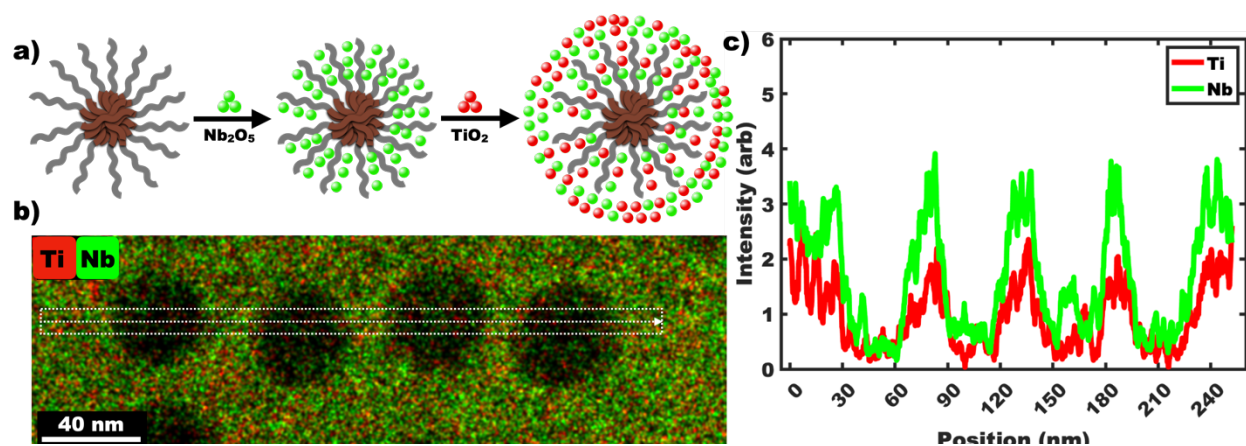 a)
Nb₂O₅
TiO₂
b)
Ti Nb
40 nm
c)
Ti
Nb
Intensity (arb)
6
5
4
3
2
1
0
0 30 60 90 120 150 180 210 240
Position (nm)